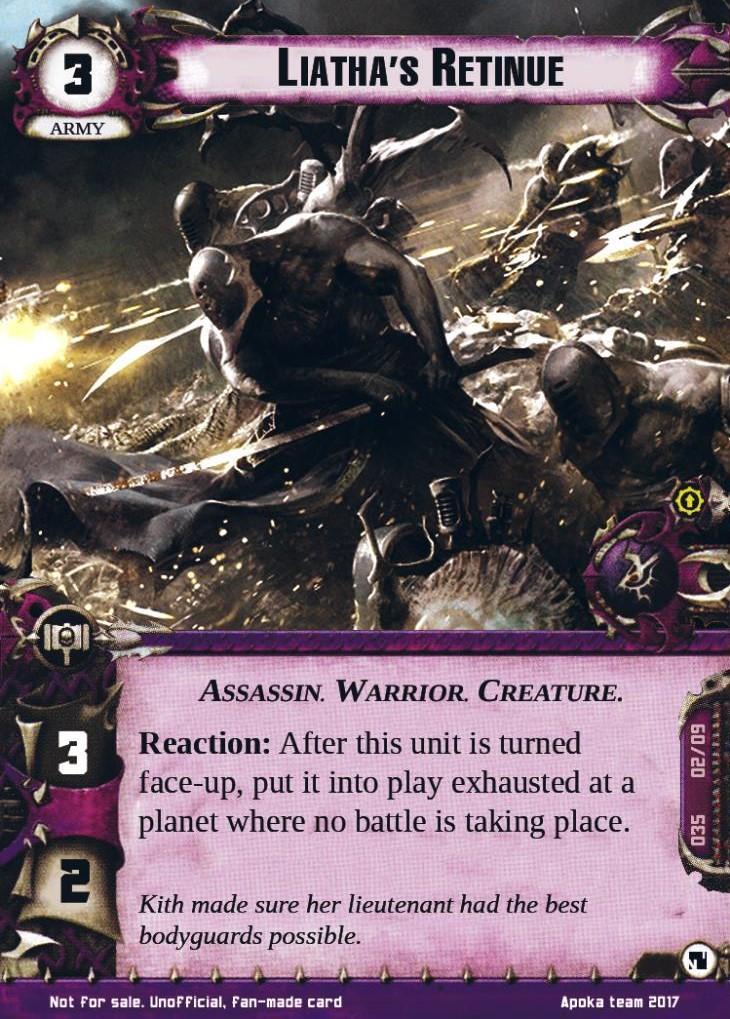 3
LIATHA'S RETINUE
ARMY
ASSASSIN. WARRIOR. CREATURE.
3
Reaction: After this unit is turned
face-up, put it into play exhausted at a
planet where no battle is taking place.
2
Kith made sure her lieutenant had the best
bodyguards possible.
035 02/09
Not for sale. Unofficial, fan-made card
Apoka team 2017